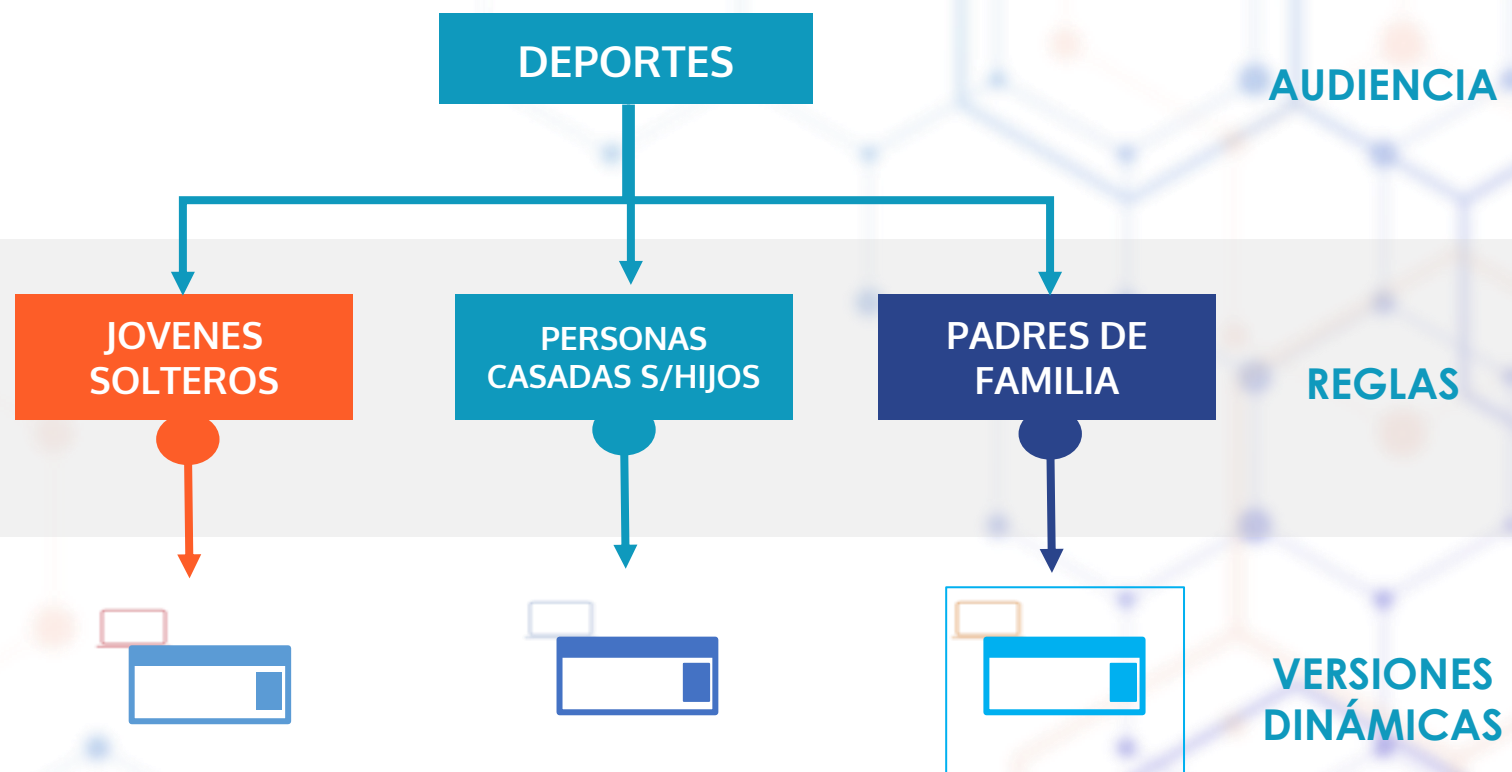 DEPORTES
AUDIENCIA
JOVENES
SOLTEROS
PERSONAS
CASADAS S/HIJOS
PADRES DE
FAMILIA
REGLAS
VERSIONES
DINÁMICAS